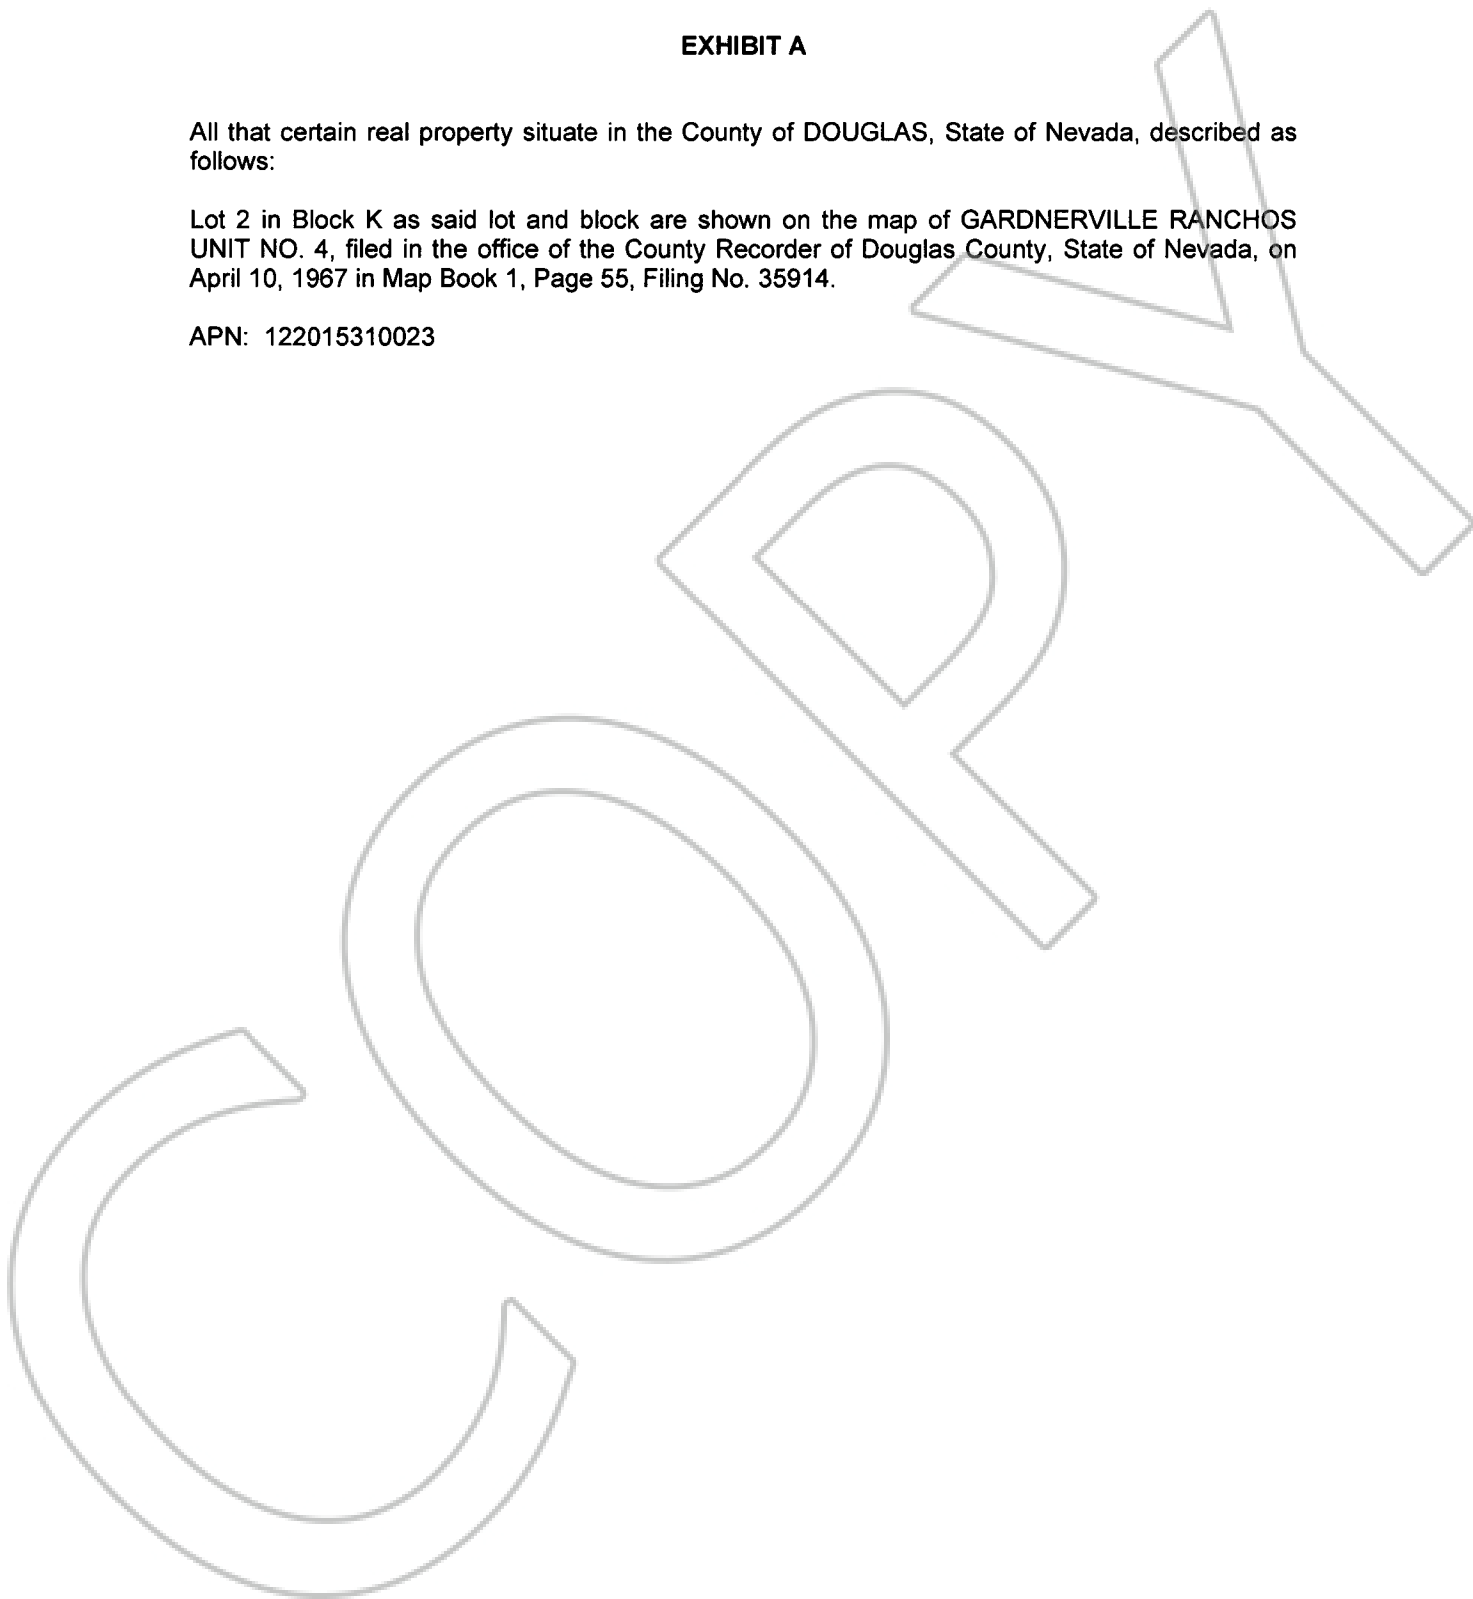 EXHIBIT A
All that certain real property situate in the County of DOUGLAS, State of Nevada, described as
follows:
Lot 2 in Block K as said lot and block are shown on the map of GARDNERVILLE RANCHOS
UNIT NO. 4, filed in the office of the County Recorder of Douglas County, State of Nevada, on
April 10, 1967 in Map Book 1, Page 55, Filing No. 35914.
APN:  122015310023
COPY